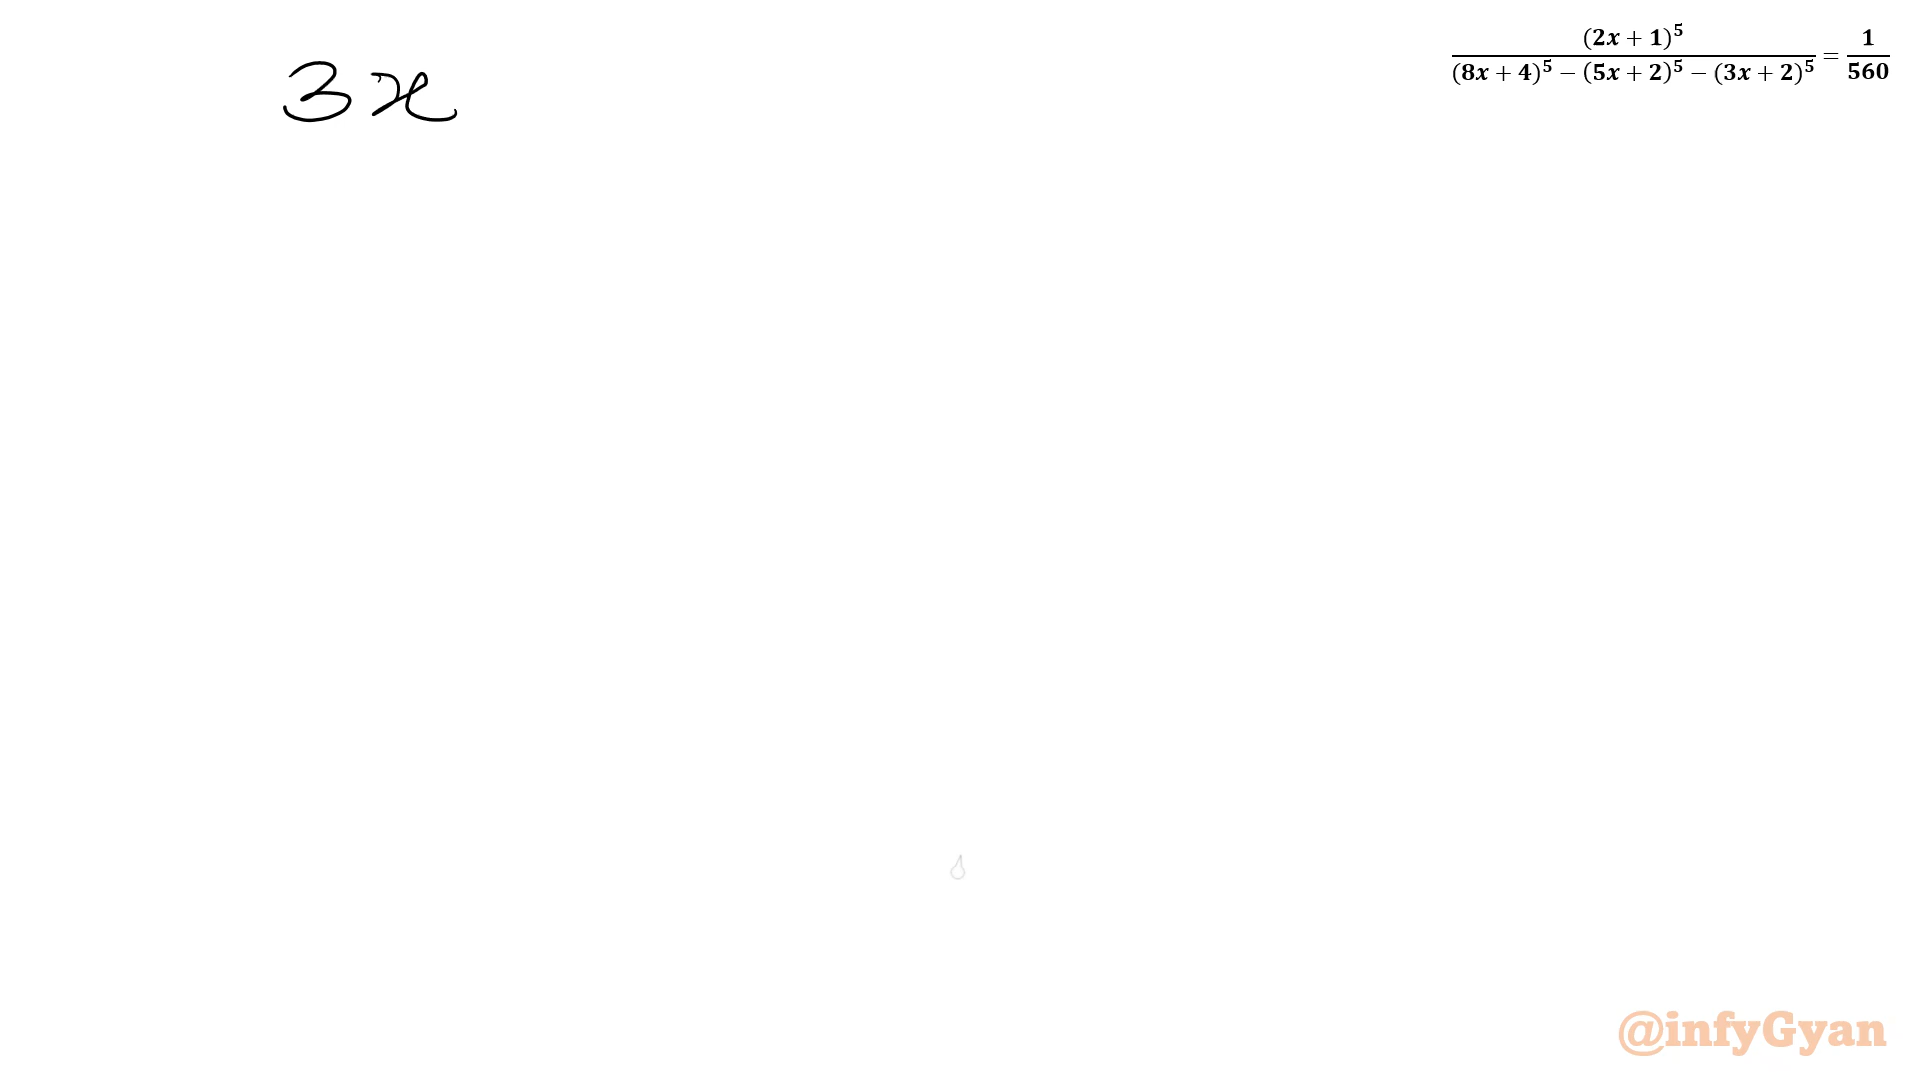 3x
(2x + 1)^5 / ((8x + 4)^5 − (5x + 2)^5 − (3x + 2)^5) = 1/560
@infyGyan